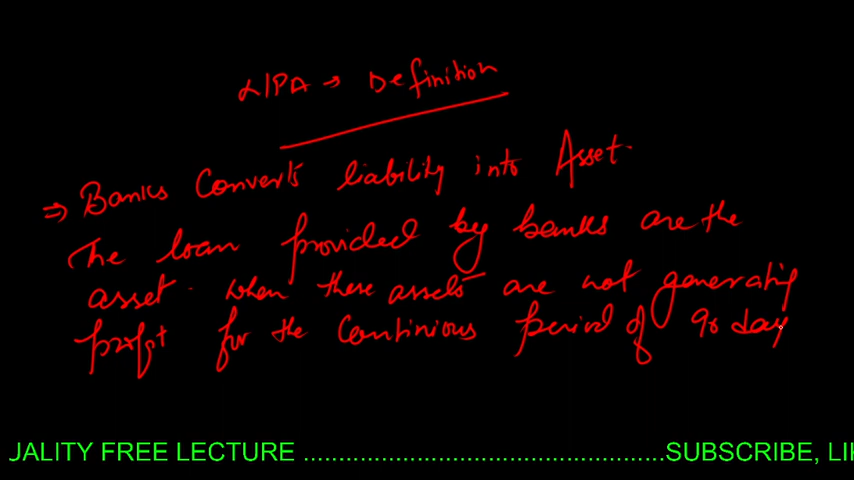 NPA → Definition
⇒ Banks Converts liability into Asset.
The loan provided by banks are the
asset. when these assets are not generating
profit for the Continious period of 90 day
JALITY FREE LECTURE ..................................................SUBSCRIBE, LI